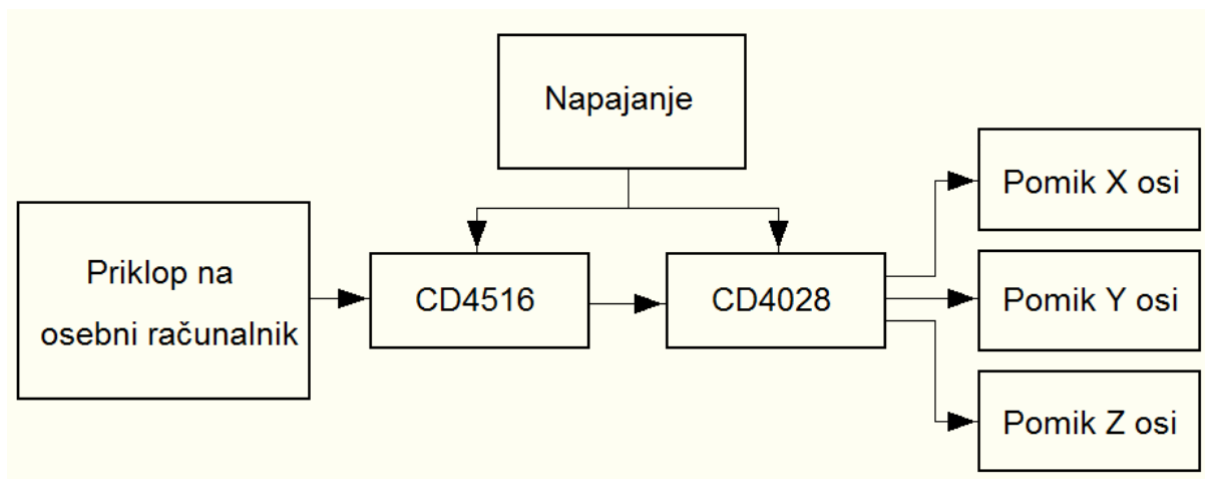 Napajanje
Priklop na
osebni računalnik
CD4516
CD4028
Pomik X osi
Pomik Y osi
Pomik Z osi